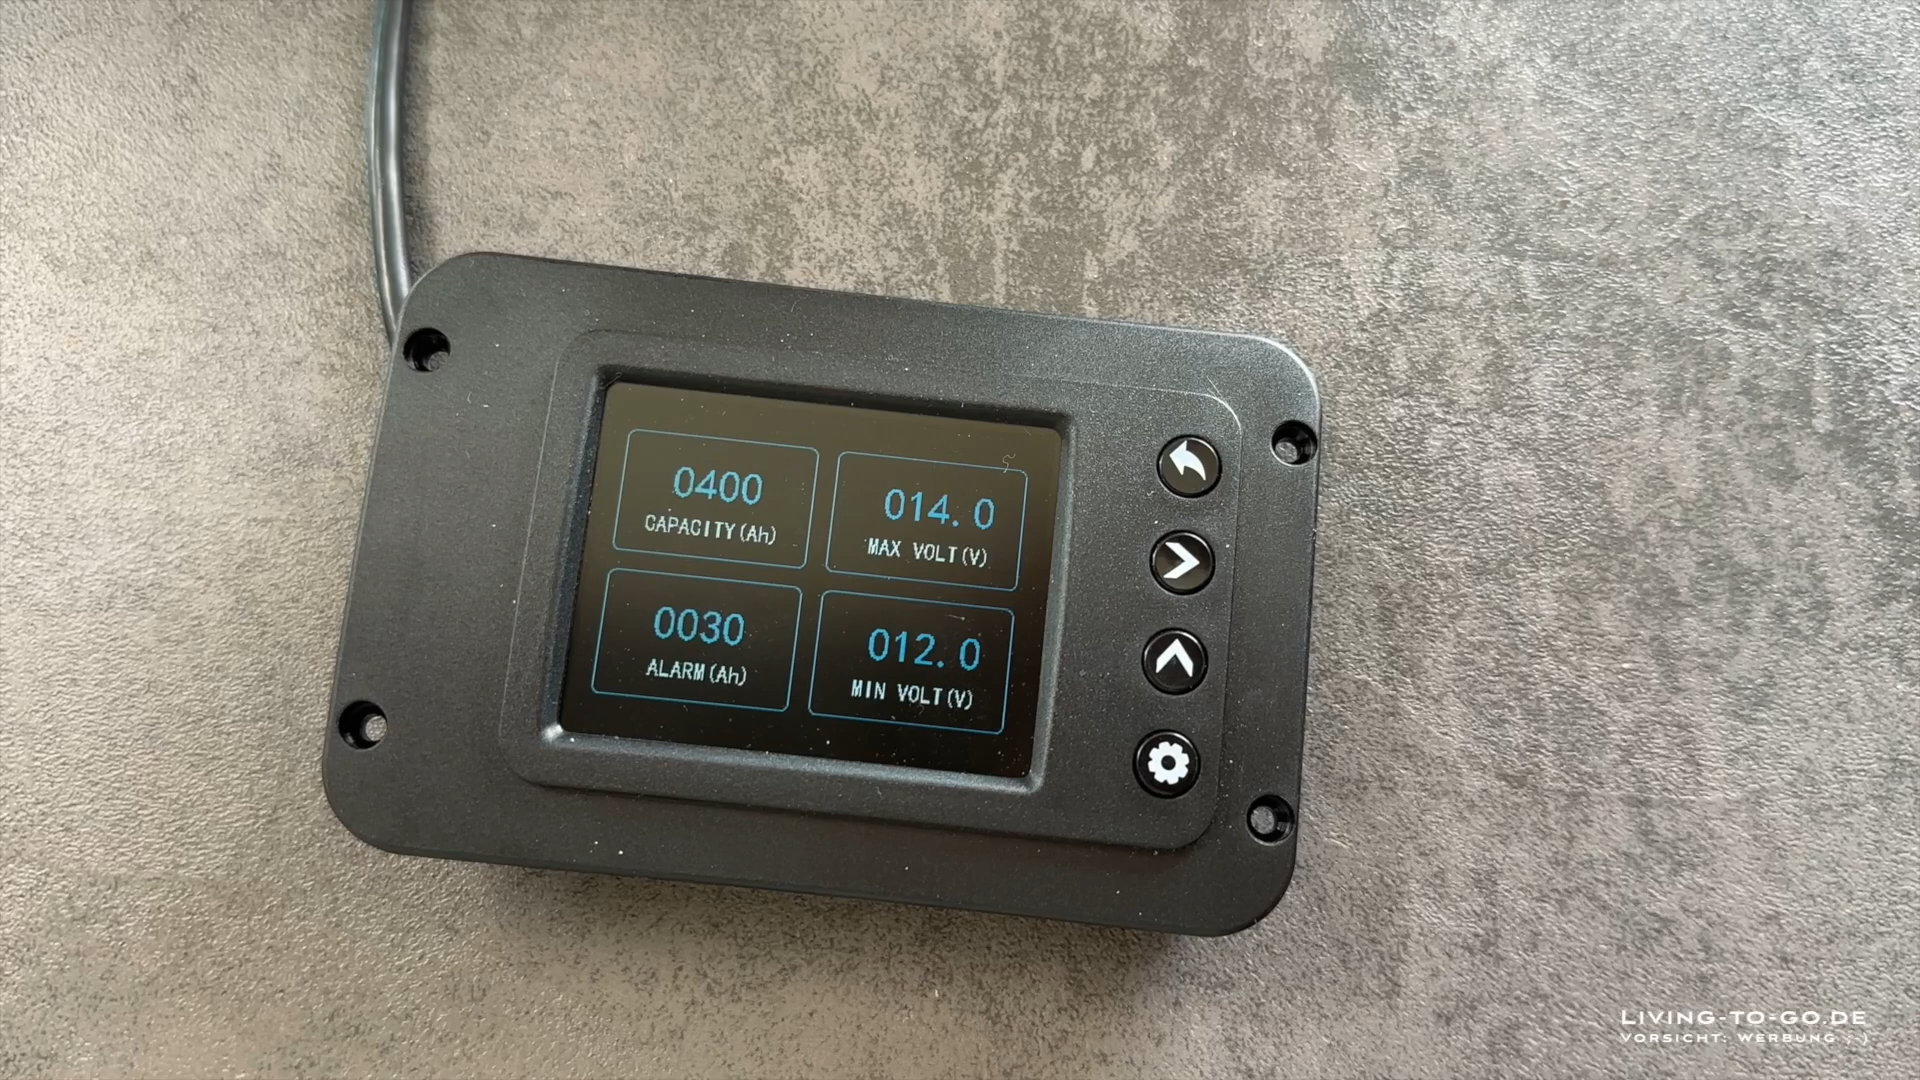 0400
CAPACITY(Ah)
014.0
MAX VOLT(V)
0030
ALARM(Ah)
012.0
MIN VOLT(V)
LIVING-TO-GO.DE
VORSICHT: WERBUNG ; )